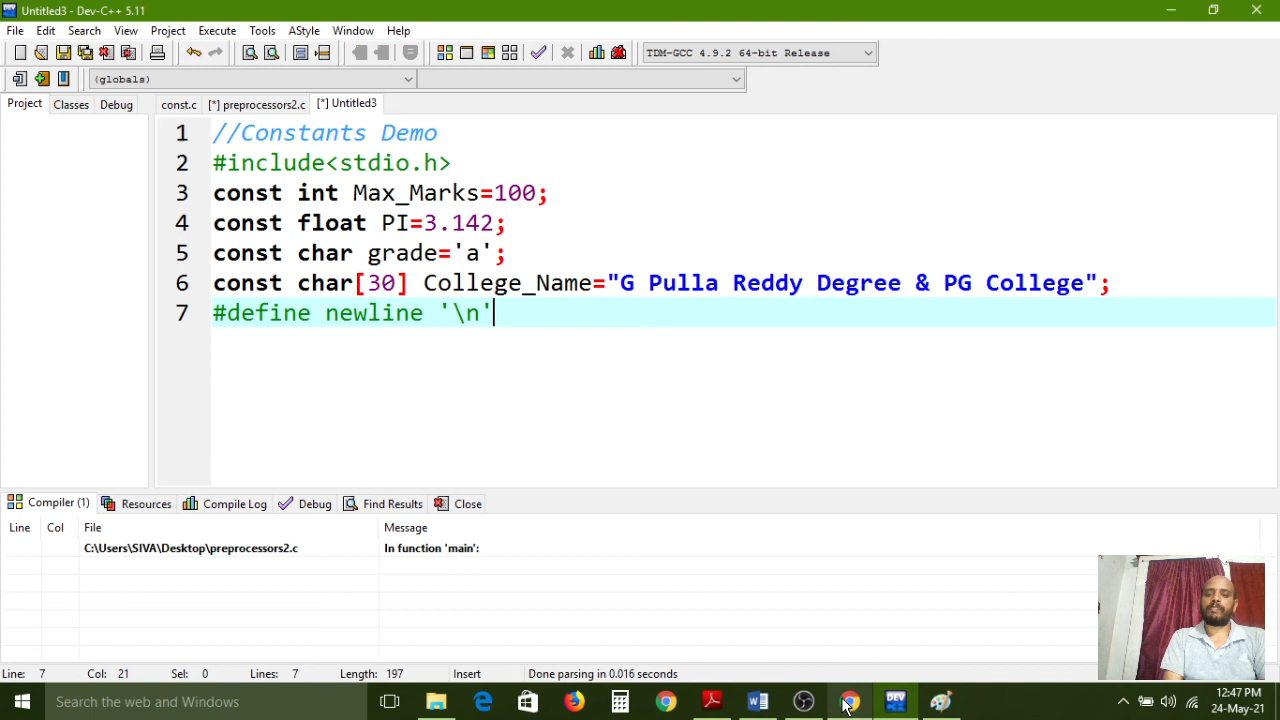 Untitled3 - Dev-C++ 5.11
File Edit Search View Project Execute Tools AStyle Window Help
TDM-GCC 4.9.2 64-bit Release
(globals)
Project Classes Debug const.c [*] preprocessors2.c [*] Untitled3
1 //Constants Demo
2 #include<stdio.h>
3 const int Max_Marks=100;
4 const float PI=3.142;
5 const char grade='a';
6 const char[30] College_Name="G Pulla Reddy Degree & PG College";
7 #define newline '\n'
Compiler (1) Resources Compile Log Debug Find Results Close
Line Col File Message
C:\Users\SIVA\Desktop\preprocessors2.c In function 'main':
Line: 7 Col: 21 Sel: 0 Lines: 7 Length: 197 Insert Done parsing in 0.016 seconds
Search the web and Windows
DEV
12:47 PM
24-May-21